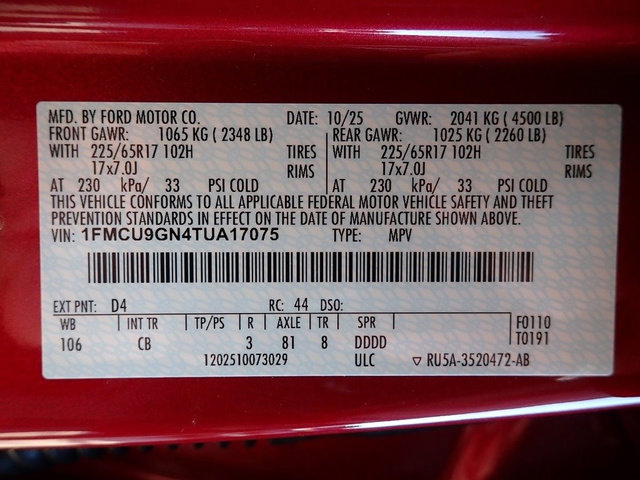 MFD. BY FORD MOTOR CO. DATE: 10/25 GVWR: 2041 KG ( 4500 LB)
FRONT GAWR: 1065 KG ( 2348 LB) REAR GAWR: 1025 KG ( 2260 LB)
WITH 225/65R17 102H TIRES WITH 225/65R17 102H TIRES
17x7.0J RIMS 17x7.0J RIMS
AT 230 kPa/ 33 PSI COLD AT 230 kPa/ 33 PSI COLD
THIS VEHICLE CONFORMS TO ALL APPLICABLE FEDERAL MOTOR VEHICLE SAFETY AND THEFT
PREVENTION STANDARDS IN EFFECT ON THE DATE OF MANUFACTURE SHOWN ABOVE.
VIN: 1FMCU9GN4TUA17075 TYPE: MPV
EXT PNT: D4 RC: 44 DSO:
WB INT TR TP/PS R AXLE TR SPR F0110
106 CB 3 81 8 DDDD T0191
1202510073029 ULC ▽ RU5A-3520472-AB